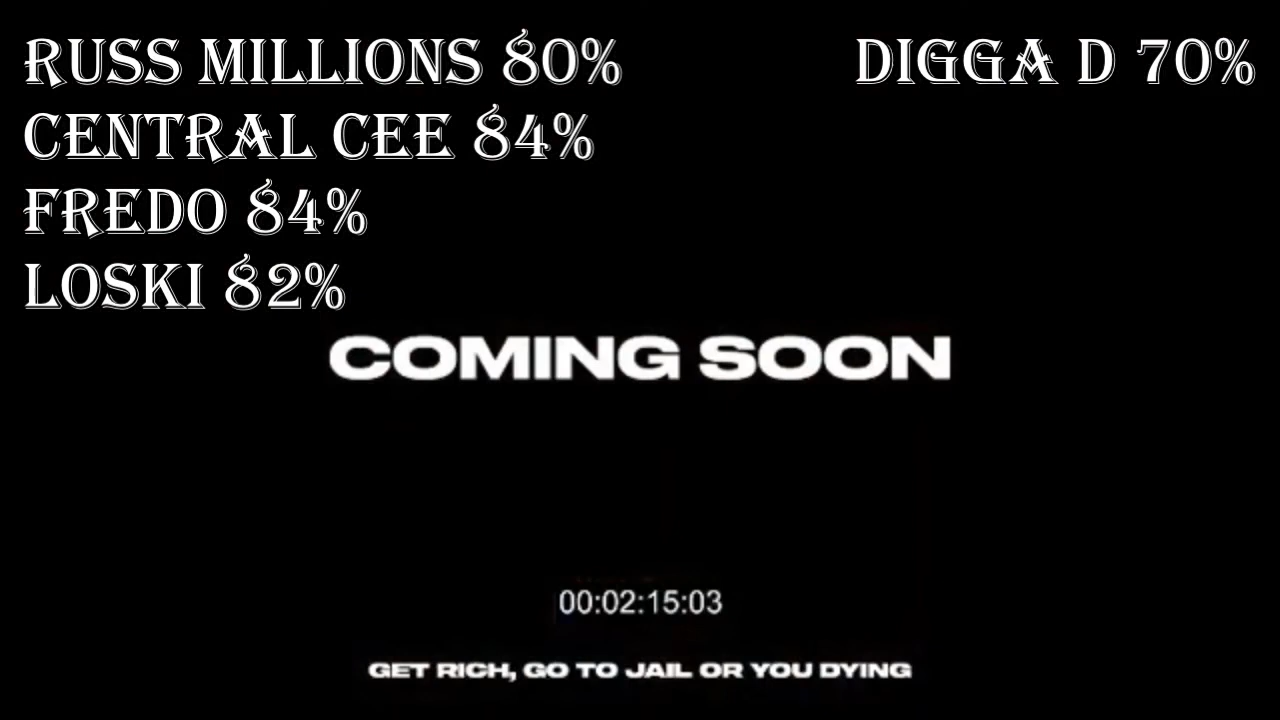 RUSS MILLIONS 80%
DIGGA D 70%
CENTRAL CEE 84%
FREDO 84%
LOSKI 82%
COMING SOON
00:02:15:03
GET RICH, GO TO JAIL OR YOU DYING